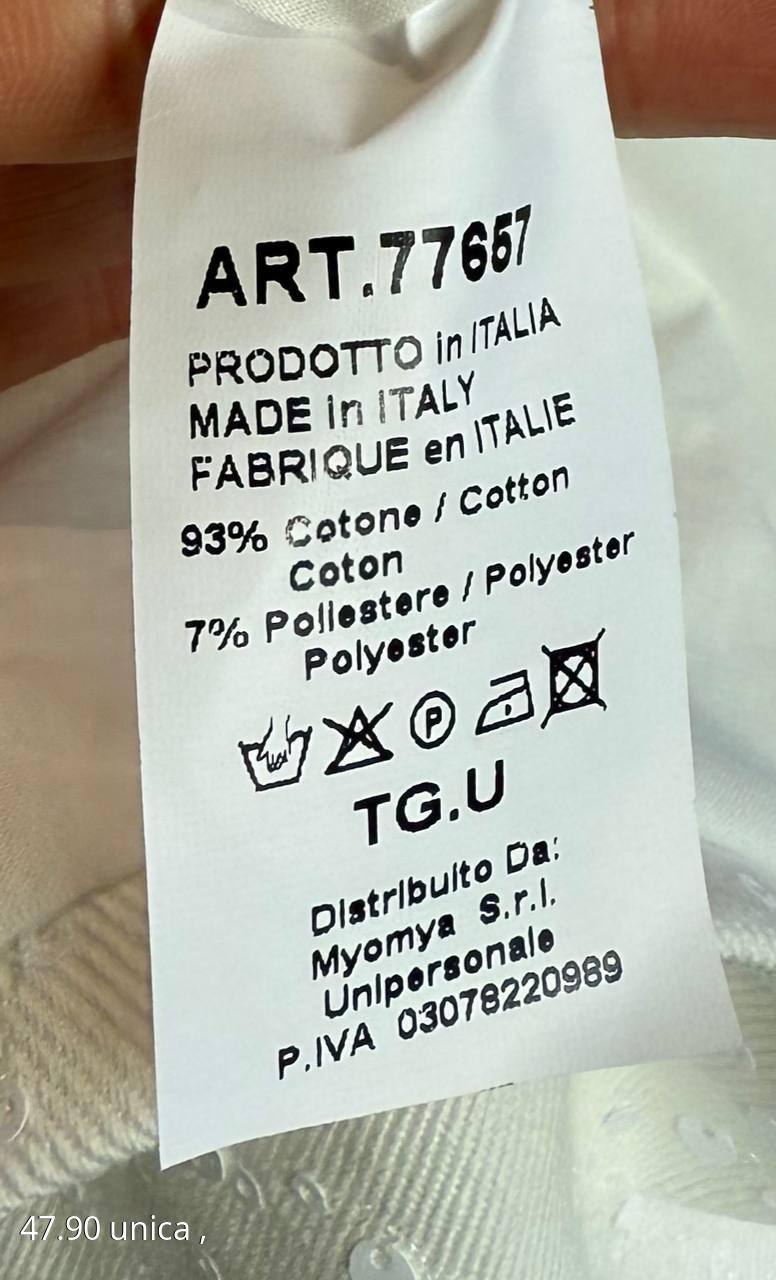 ART.77657
PRODOTTO in ITALIA
MADE in ITALY
FABRIQUE en ITALIE
93% Cotone / Cotton
Coton
7% Poliestere / Polyester
Polyester
P
TG.U
Distribuito Da:
Myomya S.r.l.
Unipersonale
P.IVA 03078220989
47.90 unica ,